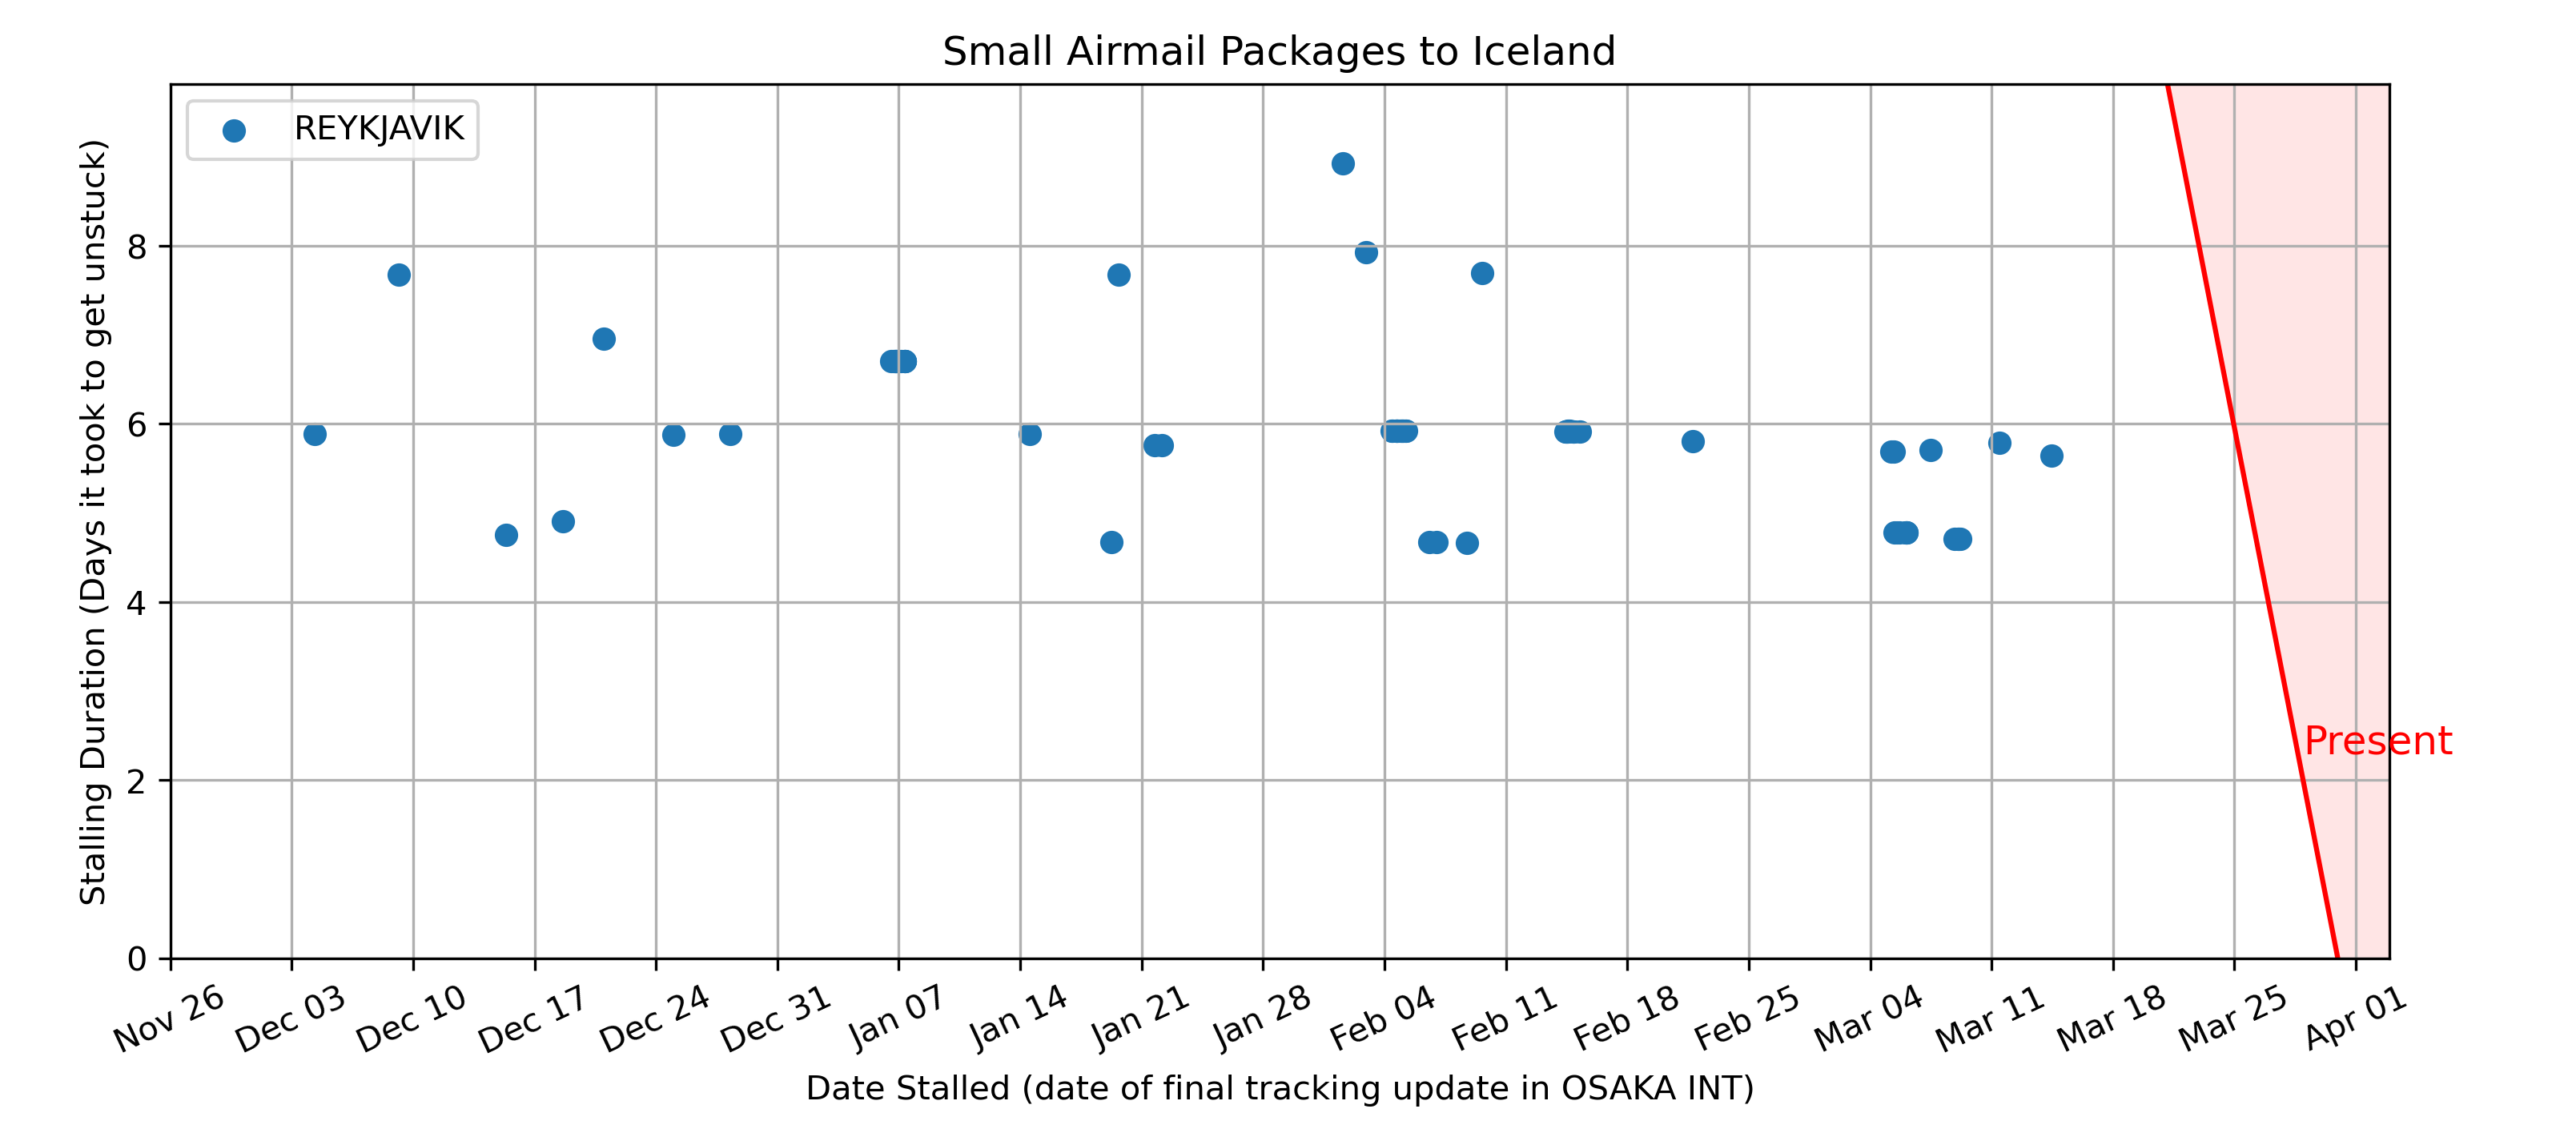 Small Airmail Packages to Iceland
REYKJAVIK
Stalling Duration (Days it took to get unstuck)
8
6
4
2
0
Present
Nov 26
Dec 03
Dec 10
Dec 17
Dec 24
Dec 31
Jan 07
Jan 14
Jan 21
Jan 28
Feb 04
Feb 11
Feb 18
Feb 25
Mar 04
Mar 11
Mar 18
Mar 25
Apr 01
Date Stalled (date of final tracking update in OSAKA INT)